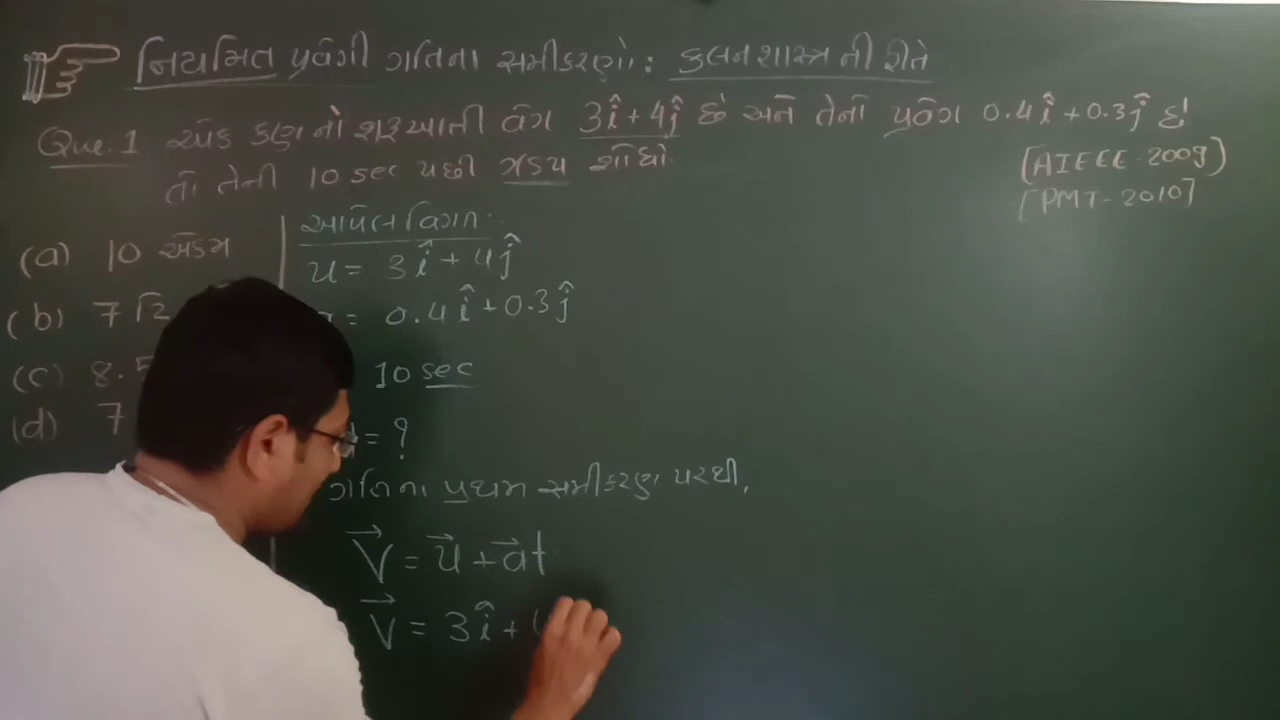 નિયમિત પ્રવેગી ગતિના સમીકરણો : કલનશાસ્ત્ર ની રીતે
Que. 1 એક કણ નો શરૂઆતી વેગ 3î + 4ĵ છે અને તેનો પ્રવેગ 0.4î + 0.3ĵ છે!
તો તેની 10 sec પછી ઝડપ શોધો.
[AIEEE - 2009)
[PMT - 2010]
(a) 10 એકમ
(b) 7
(c) 8.5
(d) 7
આપેલ વિગત :
u = 3î + 4ĵ
= 0.4î + 0.3ĵ
10 sec
= ?
ગતિના પ્રથમ સમીકરણ પરથી,
V⃗ = u⃗ + a⃗t
V⃗ = 3î +